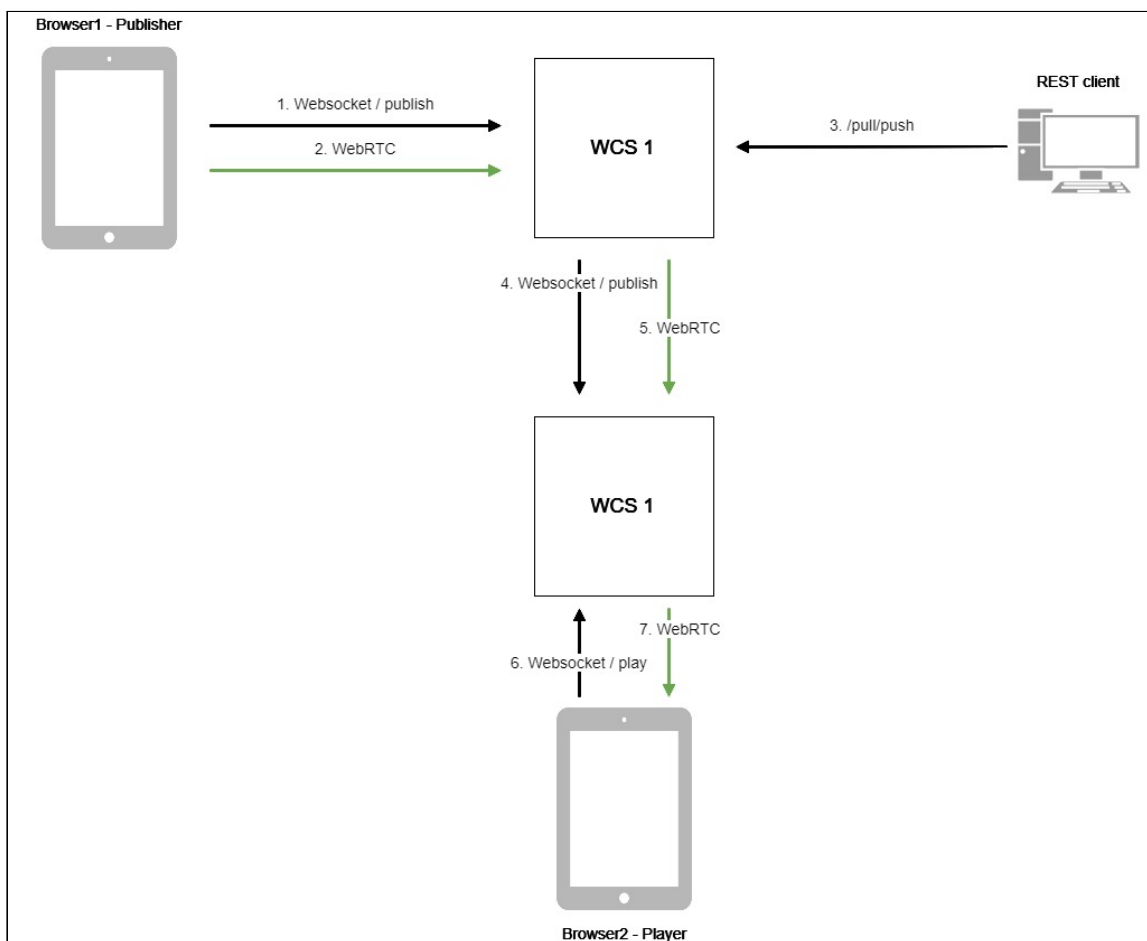 Browser1 - Publisher
1. Websocket / publish
2. WebRTC
WCS 1
REST client
3. /pull/push
4. Websocket / publish
5. WebRTC
WCS 1
7. WebRTC
6. Websocket / play
Browser2 - Player